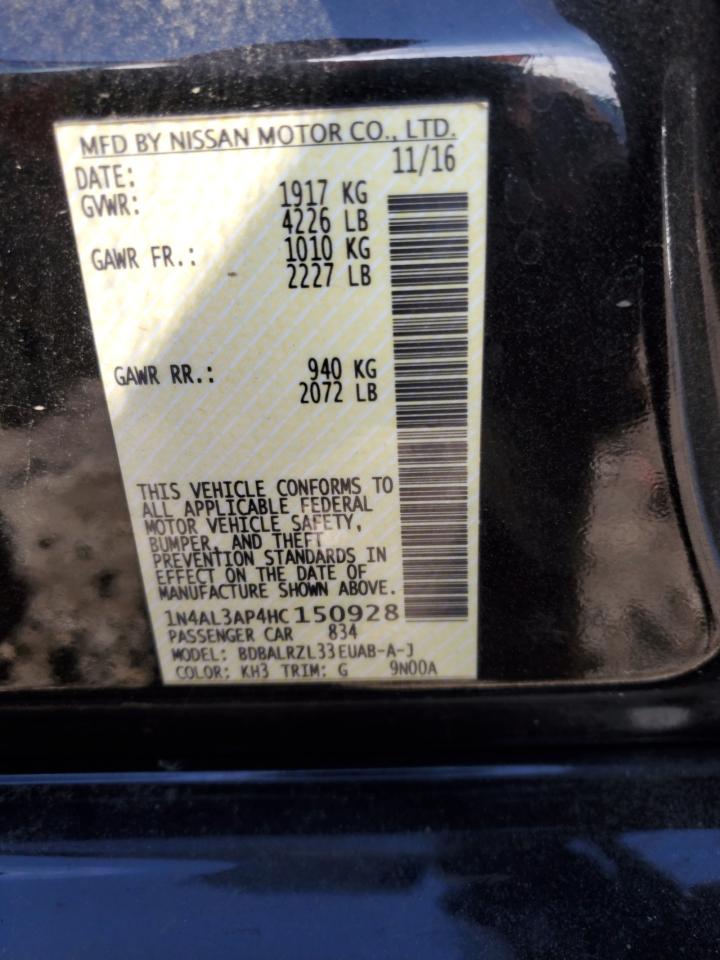 MFD BY NISSAN MOTOR CO., LTD.
DATE: 11/16
GVWR: 1917 KG
4226 LB
GAWR FR.: 1010 KG
2227 LB
GAWR RR.: 940 KG
2072 LB
THIS VEHICLE CONFORMS TO
ALL APPLICABLE FEDERAL
MOTOR VEHICLE SAFETY,
BUMPER, AND THEFT
PREVENTION STANDARDS IN
EFFECT ON THE DATE OF
MANUFACTURE SHOWN ABOVE.
1N4AL3AP4HC150928
PASSENGER CAR 834
MODEL: BDBALRZL33EUAB-A-J
COLOR: KH3 TRIM: G 9N00A